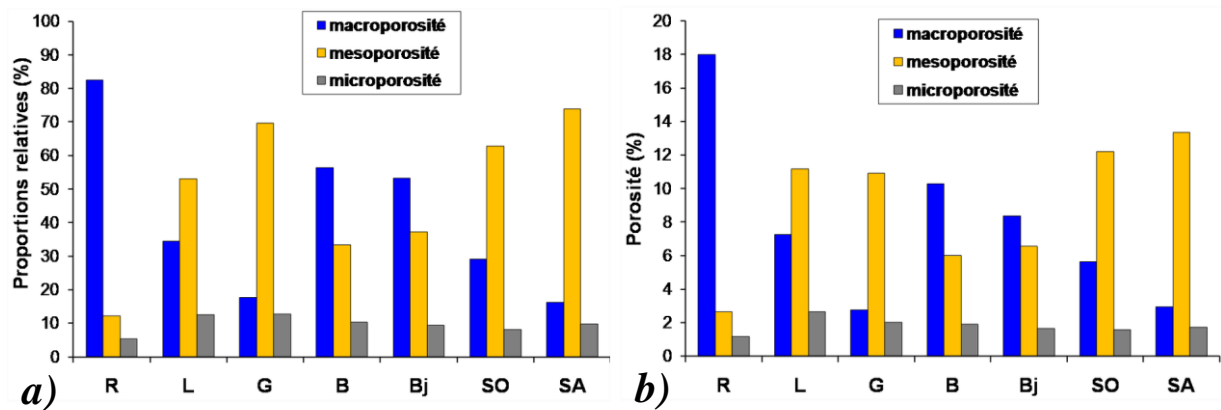 macroporosité
mesoporosité
microporosité
Proportions relatives (%)
100
90
80
70
60
50
40
30
20
10
0
R L G B Bj SO SA
a)
macroporosité
mesoporosité
microporosité
Porosité (%)
20
18
16
14
12
10
8
6
4
2
0
R L G B Bj SO SA
b)